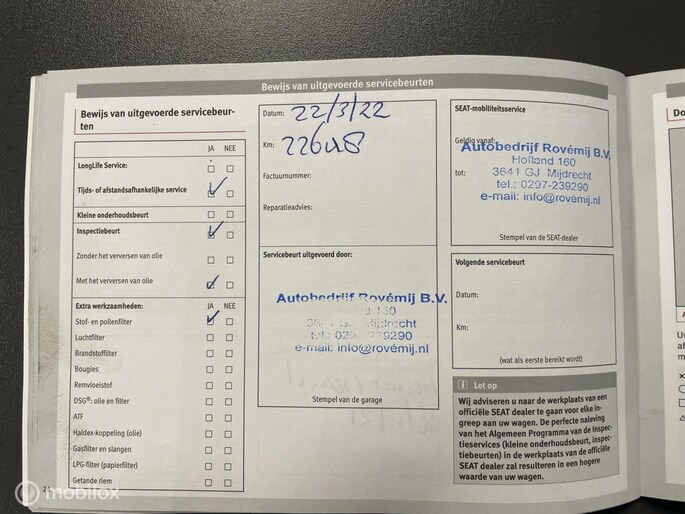 Bewijs van uitgevoerde servicebeurten
Bewijs van uitgevoerde servicebeur-
ten
JA NEE
LongLife Service:
Tijds- of afstandsafhankelijke service
Kleine onderhoudsbeurt
Inspectiebeurt
Zonder het verversen van olie
Met het verversen van olie
Extra werkzaamheden: JA NEE
Stof- en pollenfilter
Luchtfilter
Brandstoffilter
Bougies
Remvloeistof
DSG®: olie en filter
ATF
Haldex-koppeling (olie)
Gasfilter en slangen
LPG-filter (papierfilter)
Getande riem
Datum: 22/3/22
Km: 22648
Factuurnummer:
Reparatieadvies:
Servicebeurt uitgevoerd door:
Autobedrijf Rovémij B.V.
Mijdrecht
e-mail: info@rovémij.nl
Stempel van de garage
SEAT-mobiliteitsservice
Geldig vanaf:
tot:
Autobedrijf Rovémij B.V.
Hofland 160
3641 GJ Mijdrecht
tel.: 0297-239290
e-mail: info@rovémij.nl
Stempel van de SEAT-dealer
Volgende servicebeurt
Datum:
Km:
(wat als eerste bereikt wordt)
Let op
Wij adviseren u naar de werkplaats van een
officiële SEAT dealer te gaan voor elke in-
greep aan uw wagen. De perfecte naleving
van het Algemeen Programma van de Inspec-
tieservices (kleine onderhoudsbeurt, inspec-
tiebeurten) in de werkplaats van de officiële
SEAT dealer zal resulteren in een hogere
waarde van uw wagen.
mobilox